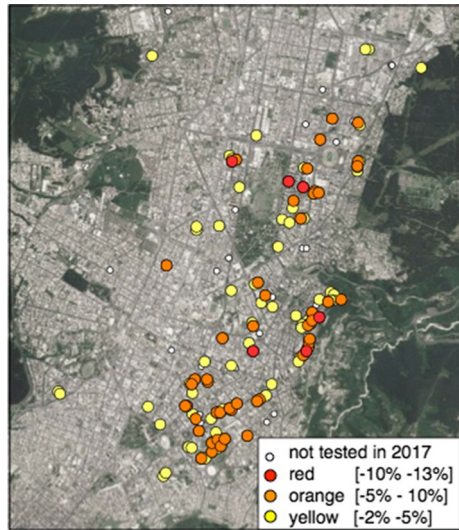 not tested in 2017
red [-10% -13%]
orange [-5% - 10%]
yellow [-2% -5%]